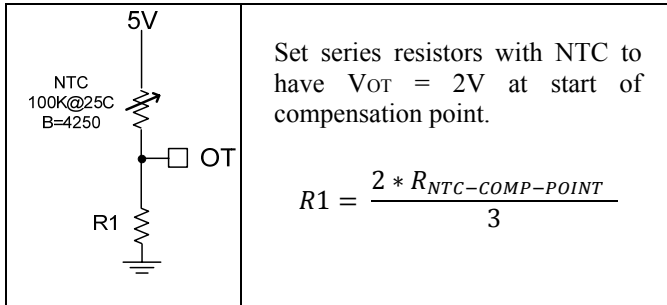 5V
NTC
100K@25C
B=4250
OT
R1
Set series resistors with NTC to
have VOT = 2V at start of
compensation point.
R1 = 2 * R_NTC−COMP−POINT / 3